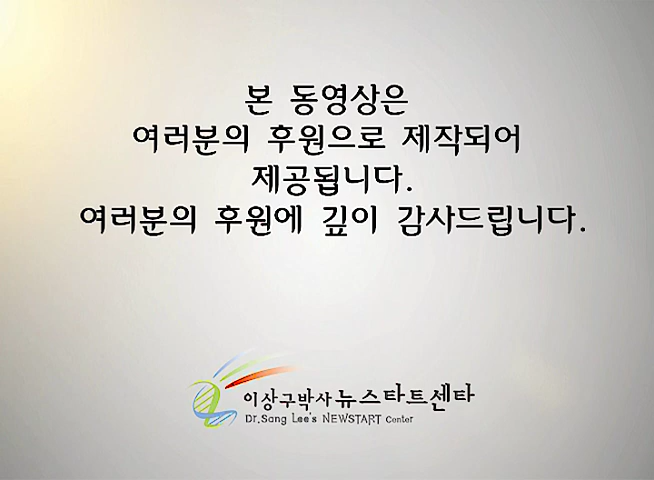 본 동영상은
여러분의 후원으로 제작되어
제공됩니다.
여러분의 후원에 깊이 감사드립니다.
이상구박사 뉴스타트센타
Dr.Sang Lee's NEWSTART Center